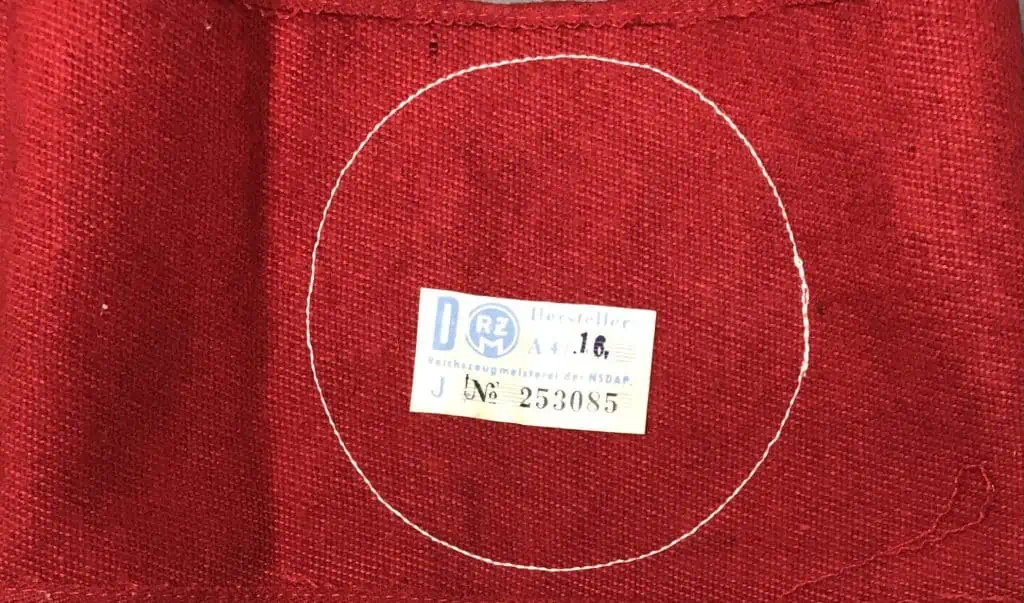 D RZM Hersteller
A 4/ .16.
Reichszeugmeisterei der NSDAP.
J № 253085